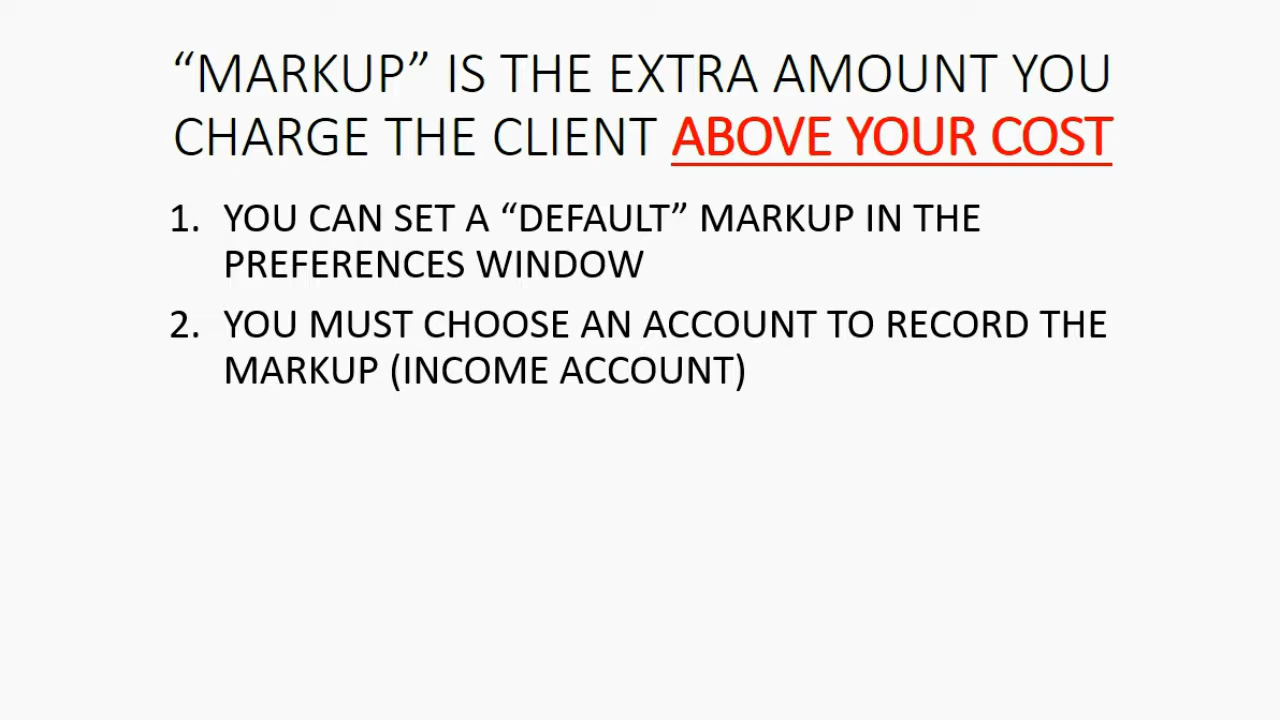 “MARKUP” IS THE EXTRA AMOUNT YOU
CHARGE THE CLIENT ABOVE YOUR COST
1. YOU CAN SET A “DEFAULT” MARKUP IN THE
PREFERENCES WINDOW
2. YOU MUST CHOOSE AN ACCOUNT TO RECORD THE
MARKUP (INCOME ACCOUNT)